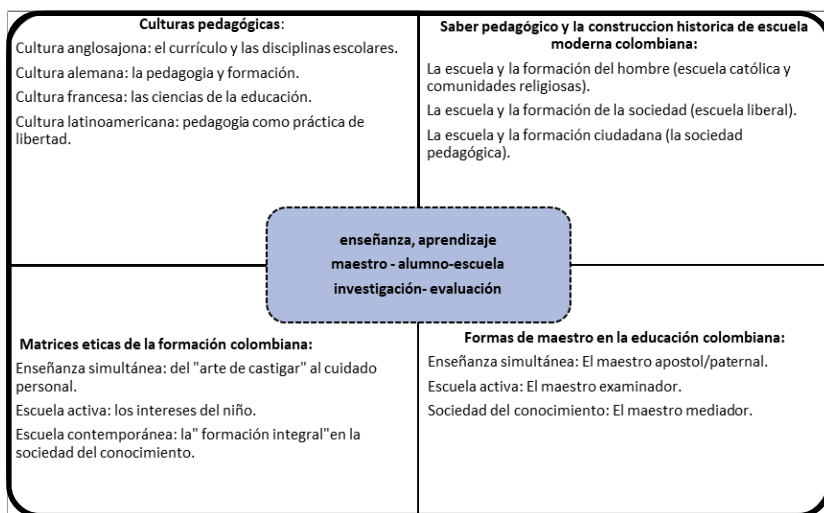 Culturas pedagógicas:
Cultura anglosajona: el currículo y las disciplinas escolares.
Cultura alemana: la pedagogia y formación.
Cultura francesa: las ciencias de la educación.
Cultura latinoamericana: pedagogia como práctica de
libertad.
Saber pedagógico y la construccion historica de escuela
moderna colombiana:
La escuela y la formación del hombre (escuela católica y
comunidades religiosas).
La escuela y la formación de la sociedad (escuela liberal).
La escuela y la formación ciudadana (la sociedad
pedagógica).
enseñanza, aprendizaje
maestro - alumno-escuela
investigación- evaluación
Matrices eticas de la formación colombiana:
Enseñanza simultánea: del "arte de castigar" al cuidado
personal.
Escuela activa: los intereses del niño.
Escuela contemporánea: la" formación integral"en la
sociedad del conocimiento.
Formas de maestro en la educación colombiana:
Enseñanza simultánea: El maestro apostol/paternal.
Escuela activa: El maestro examinador.
Sociedad del conocimiento: El maestro mediador.